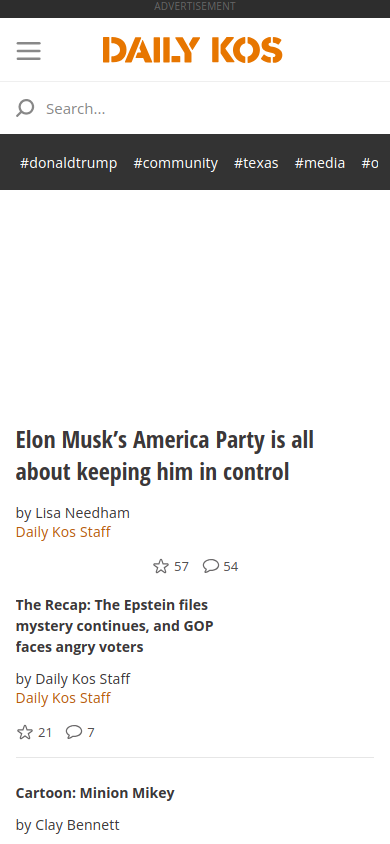 ADVERTISEMENT
DAILY KOS
Search...
#donaldtrump #community #texas #media #o
Elon Musk’s America Party is all
about keeping him in control
by Lisa Needham
Daily Kos Staff
57 54
The Recap: The Epstein files
mystery continues, and GOP
faces angry voters
by Daily Kos Staff
Daily Kos Staff
21 7
Cartoon: Minion Mikey
by Clay Bennett